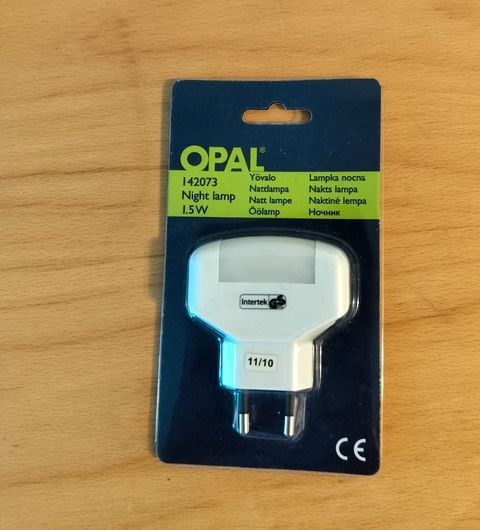 OPAL®
142073
Night lamp
1.5W
Yövalo
Nattlampa
Natt lampe
Öölamp
Lampka nocna
Nakts lampa
Naktinė lempa
Ночник
Intertek
11/10
CE